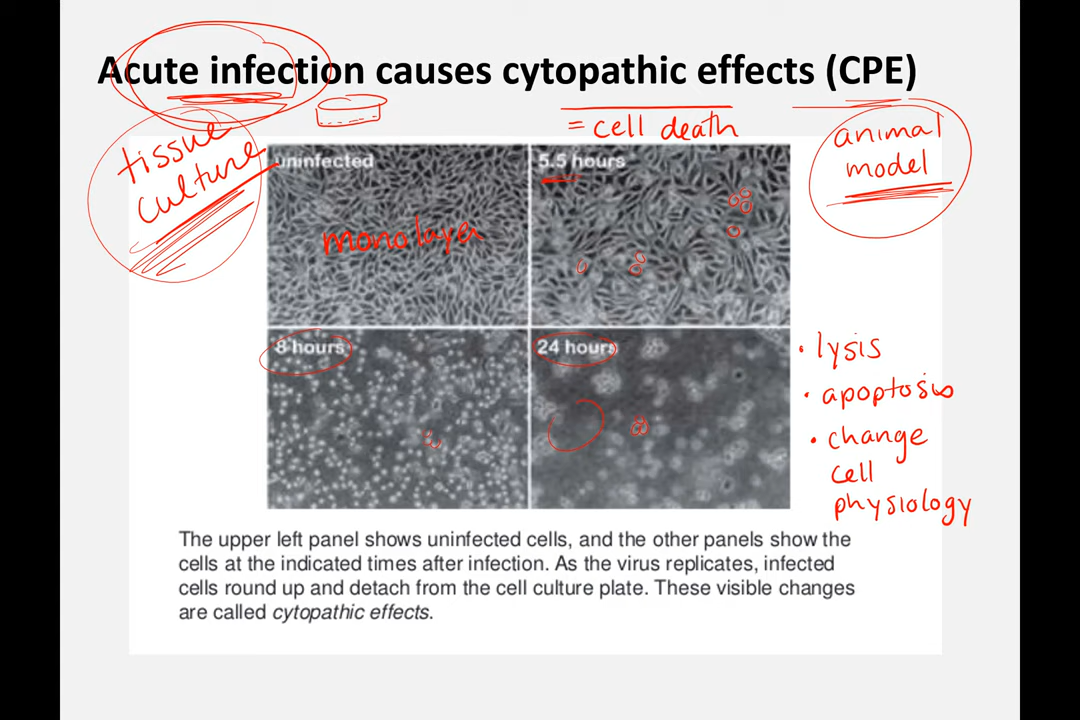 Acute infection causes cytopathic effects (CPE)
= cell death
animal
model
tissue
culture
uninfected
monolayer
5.5 hours
8 hours
24 hours
• lysis
• apoptosis
• change
cell
physiology
The upper left panel shows uninfected cells, and the other panels show the
cells at the indicated times after infection. As the virus replicates, infected
cells round up and detach from the cell culture plate. These visible changes
are called cytopathic effects.